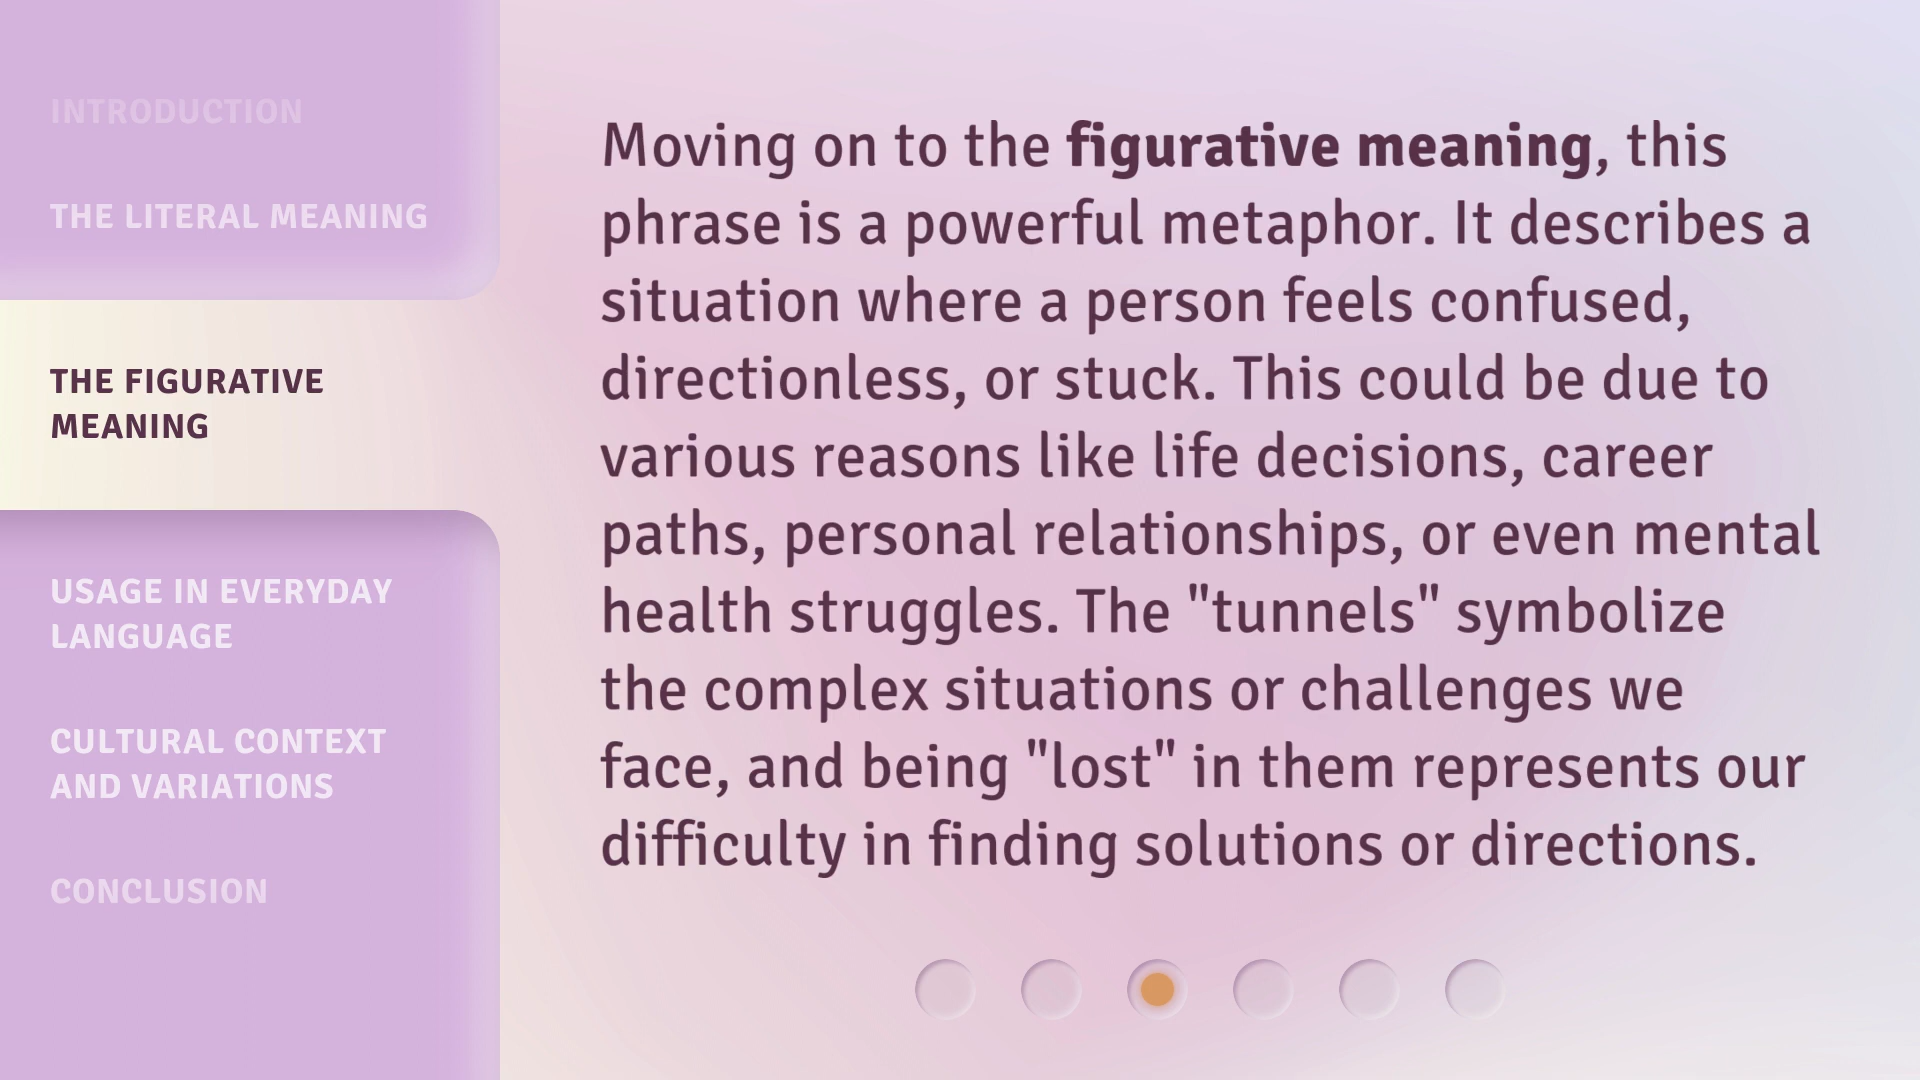 INTRODUCTION
THE LITERAL MEANING
THE FIGURATIVE
MEANING
USAGE IN EVERYDAY
LANGUAGE
CULTURAL CONTEXT
AND VARIATIONS
CONCLUSION
Moving on to the figurative meaning, this
phrase is a powerful metaphor. It describes a
situation where a person feels confused,
directionless, or stuck. This could be due to
various reasons like life decisions, career
paths, personal relationships, or even mental
health struggles. The "tunnels" symbolize
the complex situations or challenges we
face, and being "lost" in them represents our
difficulty in finding solutions or directions.